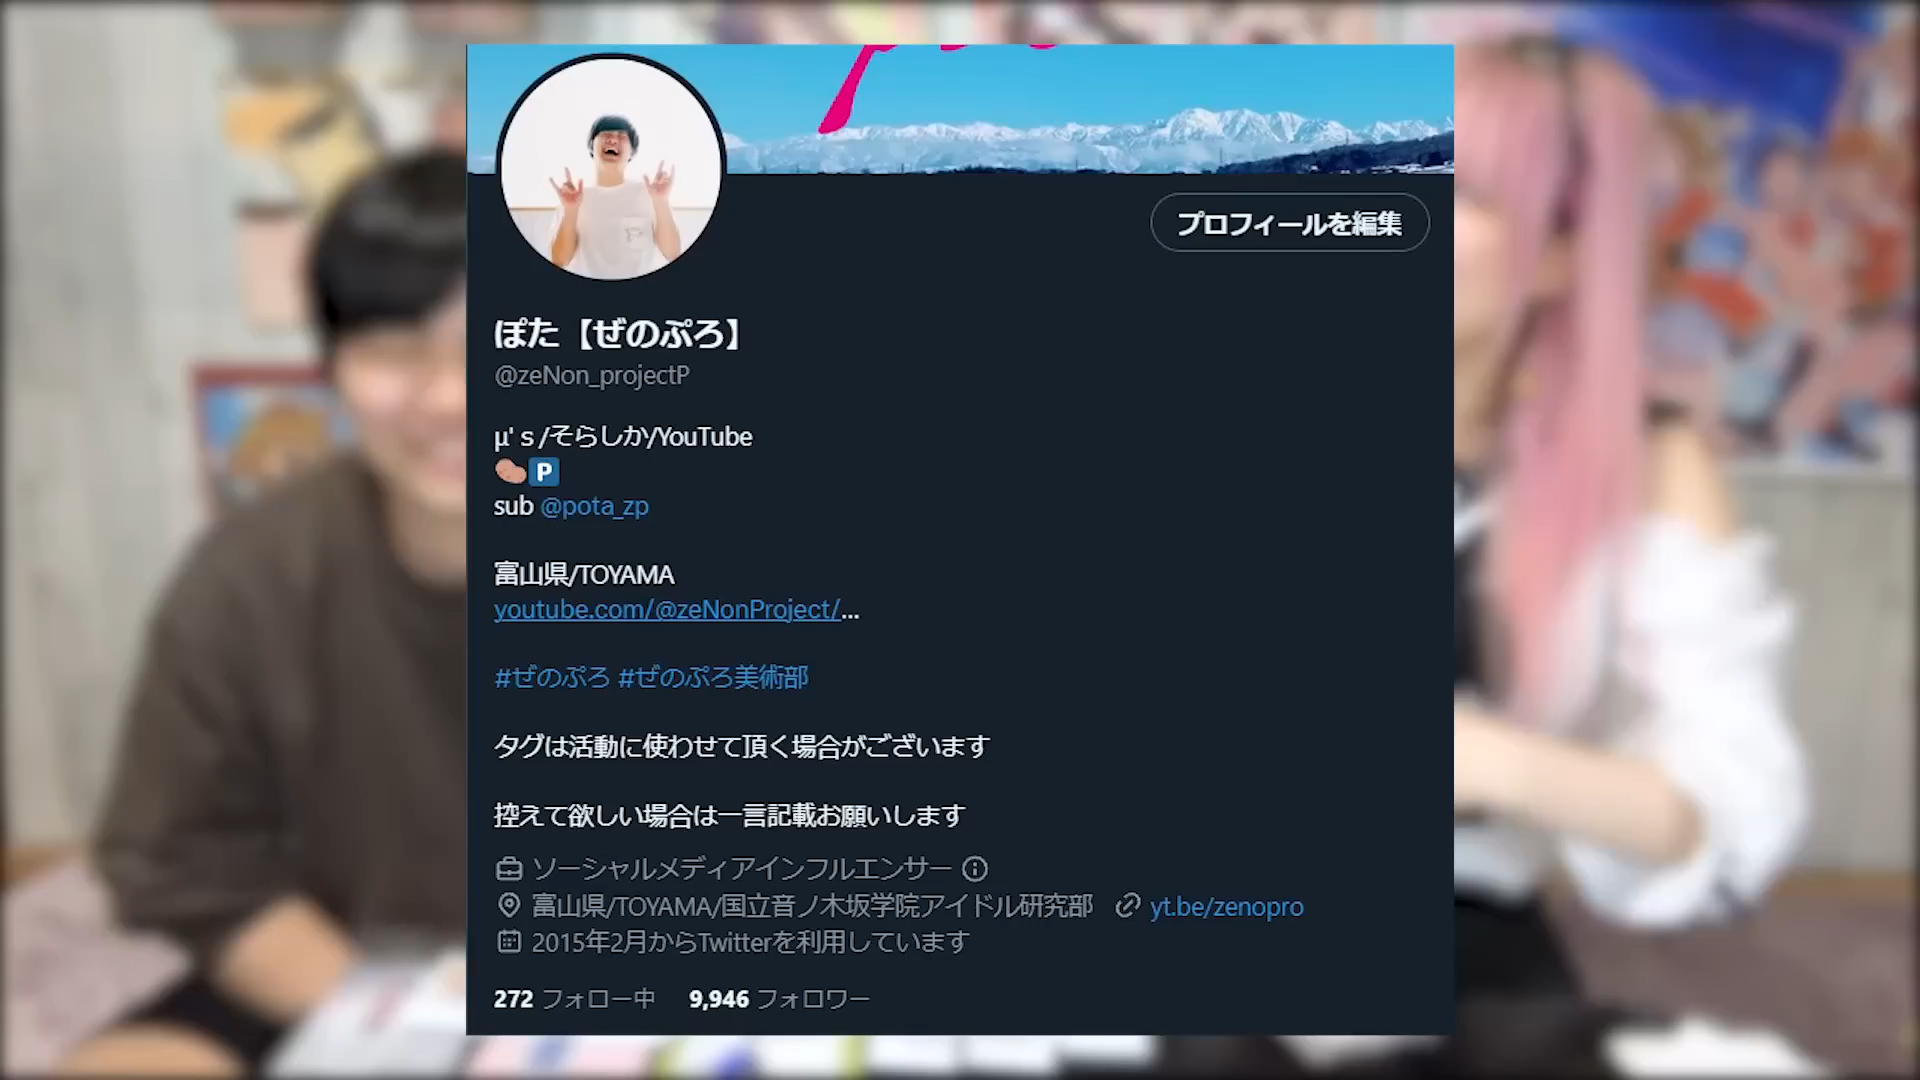 プロフィールを編集
ぽた【ぜのぷろ】
@zeNon_projectP
μ'ｓ/そらしか/YouTube
🥔🅿️
sub @pota_zp
富山県/TOYAMA
youtube.com/@zeNonProject/…
#ぜのぷろ #ぜのぷろ美術部
タグは活動に使わせて頂く場合がございます
控えて欲しい場合は一言記載お願いします
ソーシャルメディアインフルエンサー
富山県/TOYAMA/国立音ノ木坂学院アイドル研究部 yt.be/zenopro
2015年2月からTwitterを利用しています
272 フォロー中 9,946 フォロワー